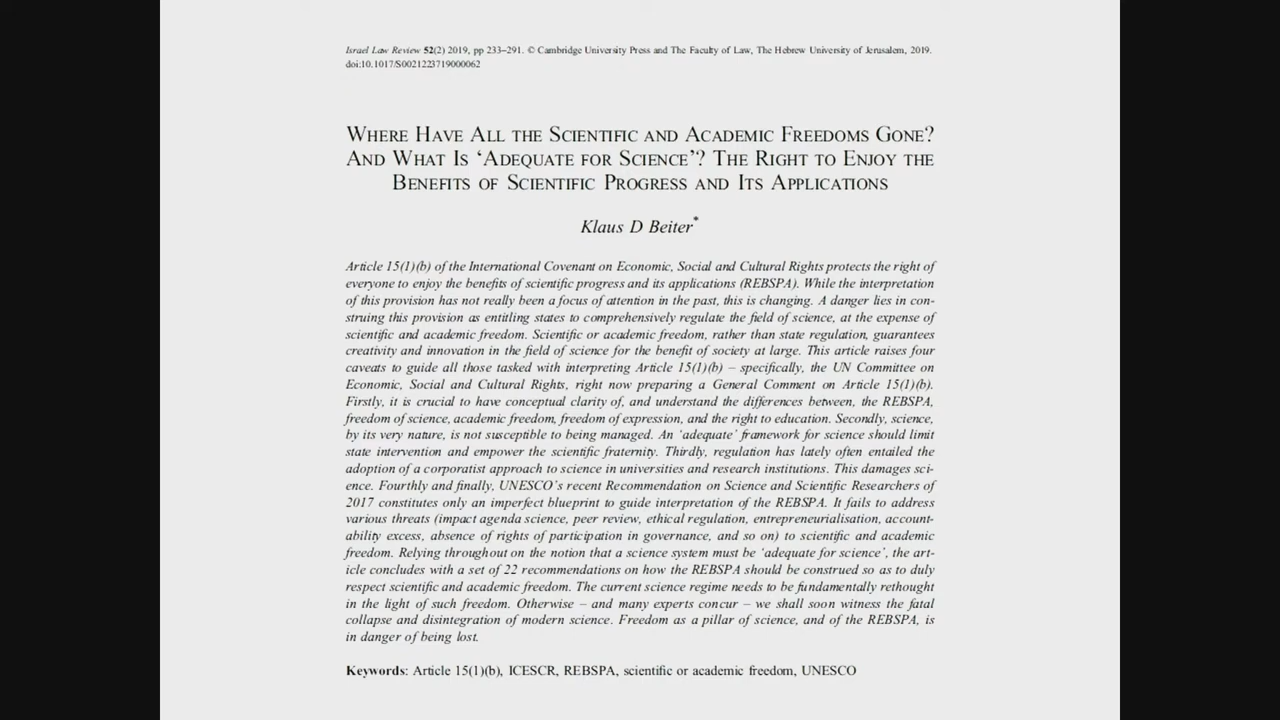 Israel Law Review 52(2) 2019, pp 233–291. © Cambridge University Press and The Faculty of Law, The Hebrew University of Jerusalem, 2019.
doi:10.1017/S0021223719000062
WHERE HAVE ALL THE SCIENTIFIC AND ACADEMIC FREEDOMS GONE?
AND WHAT IS ‘ADEQUATE FOR SCIENCE’? THE RIGHT TO ENJOY THE
BENEFITS OF SCIENTIFIC PROGRESS AND ITS APPLICATIONS
Klaus D Beiter*
Article 15(1)(b) of the International Covenant on Economic, Social and Cultural Rights protects the right of
everyone to enjoy the benefits of scientific progress and its applications (REBSPA). While the interpretation
of this provision has not really been a focus of attention in the past, this is changing. A danger lies in con-
struing this provision as entitling states to comprehensively regulate the field of science, at the expense of
scientific and academic freedom. Scientific or academic freedom, rather than state regulation, guarantees
creativity and innovation in the field of science for the benefit of society at large. This article raises four
caveats to guide all those tasked with interpreting Article 15(1)(b) – specifically, the UN Committee on
Economic, Social and Cultural Rights, right now preparing a General Comment on Article 15(1)(b).
Firstly, it is crucial to have conceptual clarity of, and understand the differences between, the REBSPA,
freedom of science, academic freedom, freedom of expression, and the right to education. Secondly, science,
by its very nature, is not susceptible to being managed. An ‘adequate’ framework for science should limit
state intervention and empower the scientific fraternity. Thirdly, regulation has lately often entailed the
adoption of a corporatist approach to science in universities and research institutions. This damages sci-
ence. Fourthly and finally, UNESCO’s recent Recommendation on Science and Scientific Researchers of
2017 constitutes only an imperfect blueprint to guide interpretation of the REBSPA. It fails to address
various threats (impact agenda science, peer review, ethical regulation, entrepreneurialisation, account-
ability excess, absence of rights of participation in governance, and so on) to scientific and academic
freedom. Relying throughout on the notion that a science system must be ‘adequate for science’, the art-
icle concludes with a set of 22 recommendations on how the REBSPA should be construed so as to duly
respect scientific and academic freedom. The current science regime needs to be fundamentally rethought
in the light of such freedom. Otherwise – and many experts concur – we shall soon witness the fatal
collapse and disintegration of modern science. Freedom as a pillar of science, and of the REBSPA, is
in danger of being lost.
Keywords: Article 15(1)(b), ICESCR, REBSPA, scientific or academic freedom, UNESCO